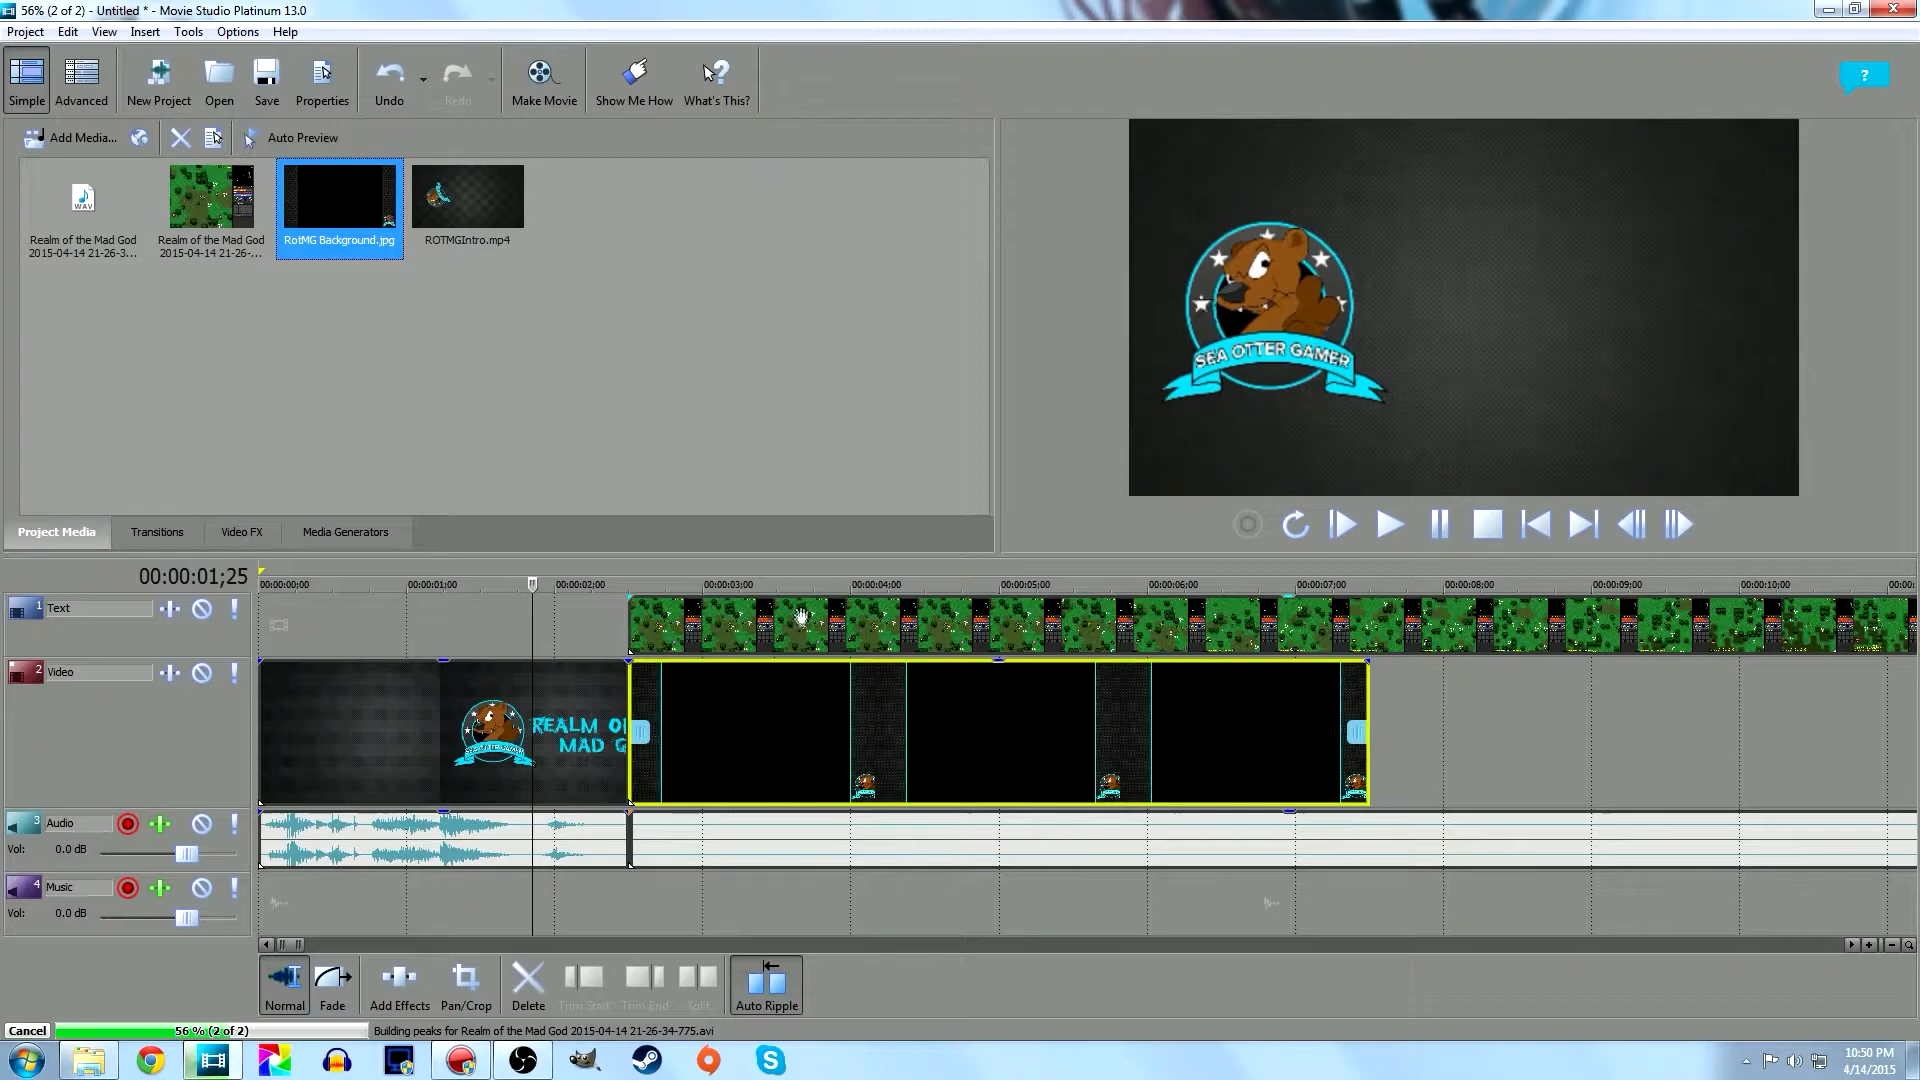 56% (2 of 2) - Untitled * - Movie Studio Platinum 13.0
Project Edit View Insert Tools Options Help
Simple Advanced New Project Open Save Properties Undo Redo Make Movie Show Me How What's This?
?
Add Media... Auto Preview
WAV
Realm of the Mad God Realm of the Mad God RotMG Background.jpg ROTMGIntro.mp4
2015-04-14 21-26-3... 2015-04-14 21-26-...
SEA OTTER GAMER
Project Media Transitions Video FX Media Generators
00:00:01;25
00:00:00;00 00:00:01;00 00:00:02;00 00:00:03;00 00:00:04;00 00:00:05;00 00:00:06;00 00:00:07;00 00:00:08;00 00:00:09;00 00:00:10;00 00:00:
1 Text
2 Video
REALM O
MAD G
SEA OTTER GAMER
3 Audio
Vol: 0.0 dB
4 Music
Vol: 0.0 dB
Normal Fade Add Effects Pan/Crop Delete Trim Start Trim End Split Auto Ripple
Cancel 56 % (2 of 2) Building peaks for Realm of the Mad God 2015-04-14 21-26-34-775.avi
10:50 PM
4/14/2015